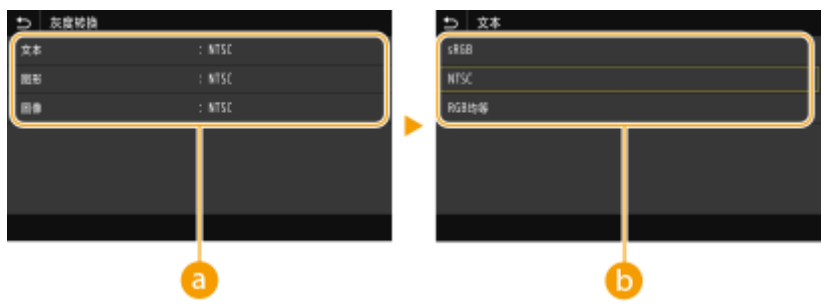 灰度转换
文本 : NTSC
图形 : NTSC
图像 : NTSC
a
文本
sRGB
NTSC
RGB均等
b